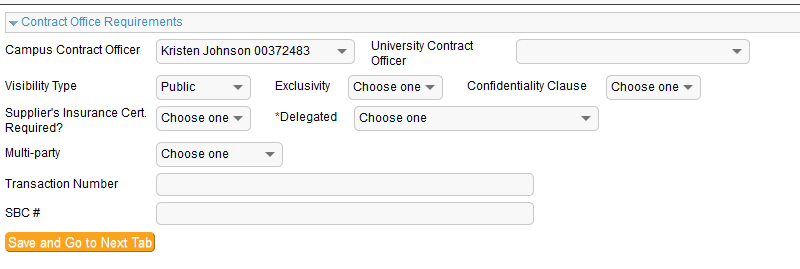 Contract Office Requirements
Campus Contract Officer Kristen Johnson 00372483 University Contract
Officer
Visibility Type Public Exclusivity Choose one Confidentiality Clause Choose one
Supplier's Insurance Cert.
Required? Choose one *Delegated Choose one
Multi-party Choose one
Transaction Number
SBC #
Save and Go to Next Tab